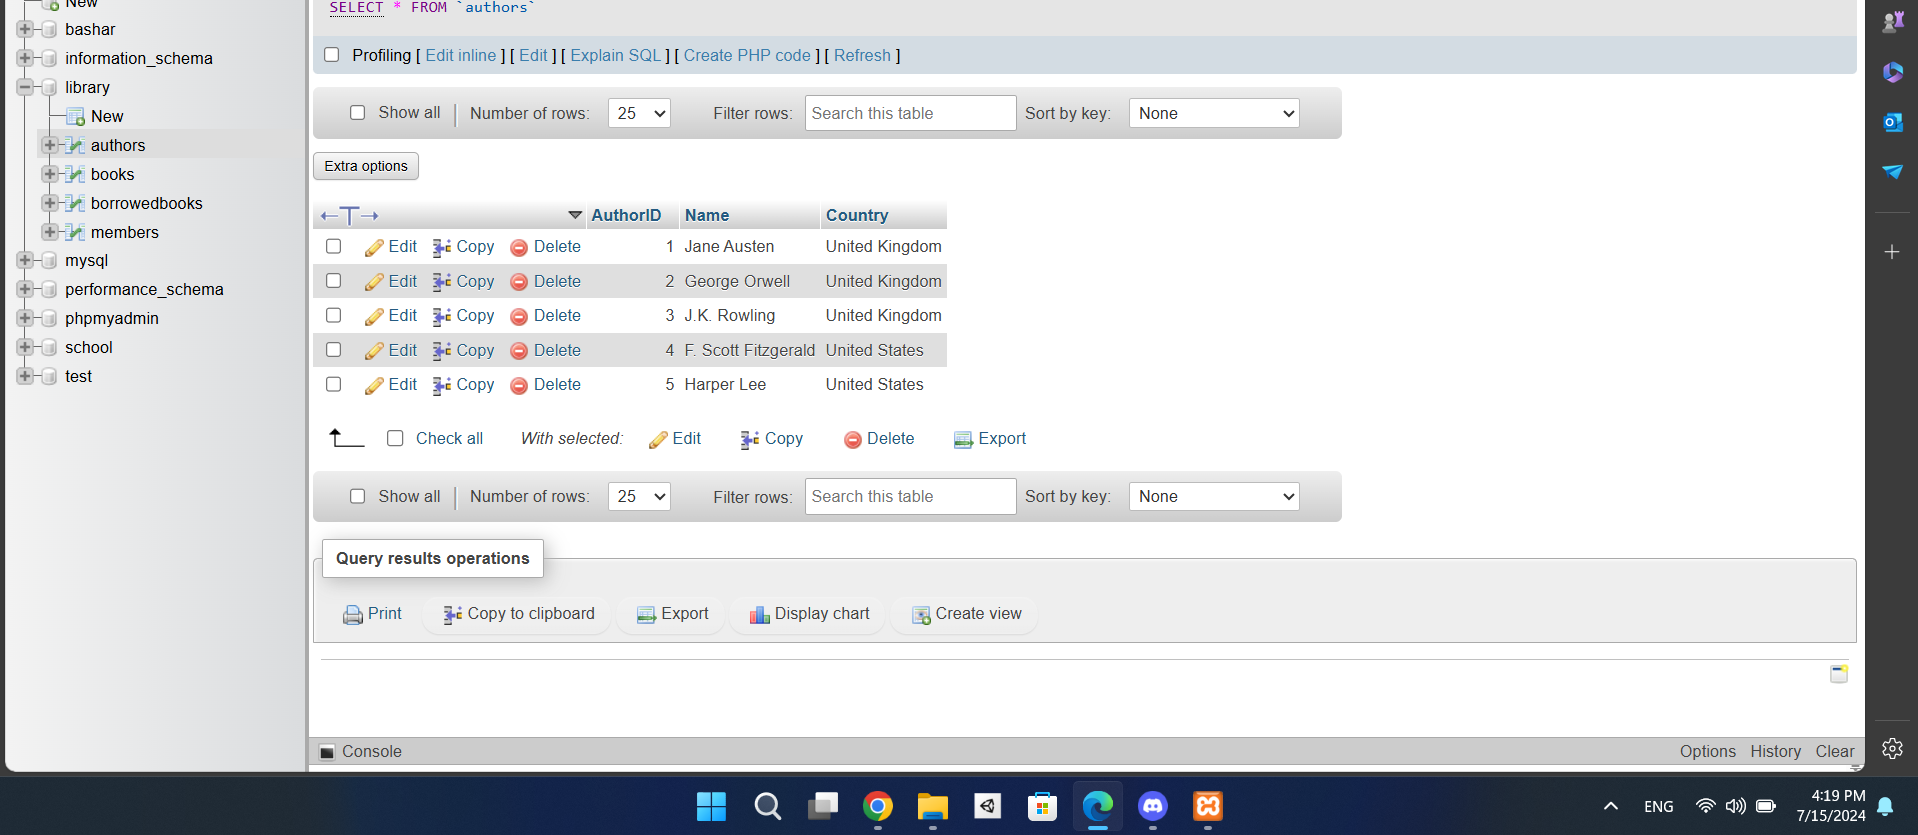 New
bashar
information_schema
library
New
authors
books
borrowedbooks
members
mysql
performance_schema
phpmyadmin
school
test
SELECT * FROM `authors`
Profiling [ Edit inline ] [ Edit ] [ Explain SQL ] [ Create PHP code ] [ Refresh ]
Show all | Number of rows: 25 Filter rows: Search this table Sort by key: None
Extra options
←T→ AuthorID Name Country
Edit Copy Delete 1 Jane Austen United Kingdom
Edit Copy Delete 2 George Orwell United Kingdom
Edit Copy Delete 3 J.K. Rowling United Kingdom
Edit Copy Delete 4 F. Scott Fitzgerald United States
Edit Copy Delete 5 Harper Lee United States
Check all With selected: Edit Copy Delete Export
Show all | Number of rows: 25 Filter rows: Search this table Sort by key: None
Query results operations
Print Copy to clipboard Export Display chart Create view
Console Options History Clear
ENG 4:19 PM
7/15/2024